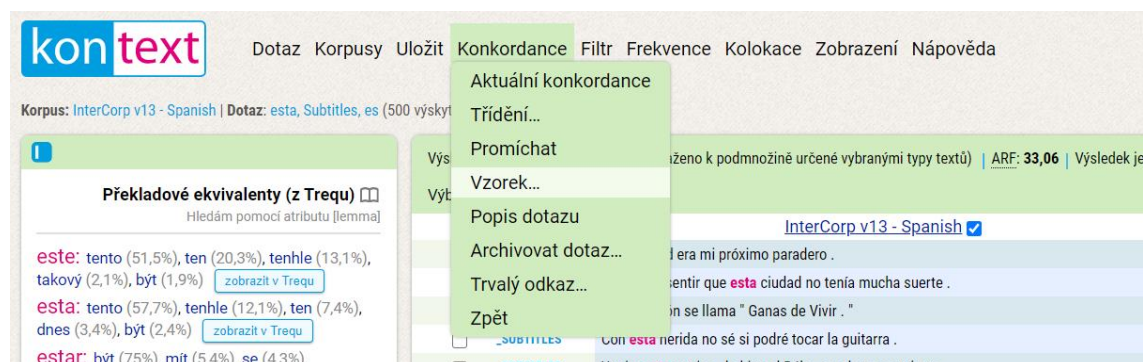 kontext
Dotaz Korpusy Uložit Konkordance Filtr Frekvence Kolokace Zobrazení Nápověda
Aktuální konkordance
Třídění...
Promíchat
Vzorek...
Popis dotazu
Archivovat dotaz...
Trvalý odkaz...
Zpět
Korpus: InterCorp v13 - Spanish | Dotaz: esta, Subtitles, es (500 výskyt
Překladové ekvivalenty (z Trequ)
Hledám pomocí atributu [lemma]
este: tento (51,5%), ten (20,3%), tenhle (13,1%),
takový (2,1%), být (1,9%) zobrazit v Trequ
esta: tento (57,7%), tenhle (12,1%), ten (7,4%),
dnes (3,4%), být (2,4%) zobrazit v Trequ
estar: být (75%), mít (5,4%), se (4,3%)
Výs
ženo k podmnožině určené vybranými typy textů) | ARF: 33,06 | Výsledek je
Výb
InterCorp v13 - Spanish
era mi próximo paradero .
sentir que esta ciudad no tenía mucha suerte .
se llama " Ganas de Vivir . "
_SUBTITLES Con esta herida no sé si podré tocar la guitarra .